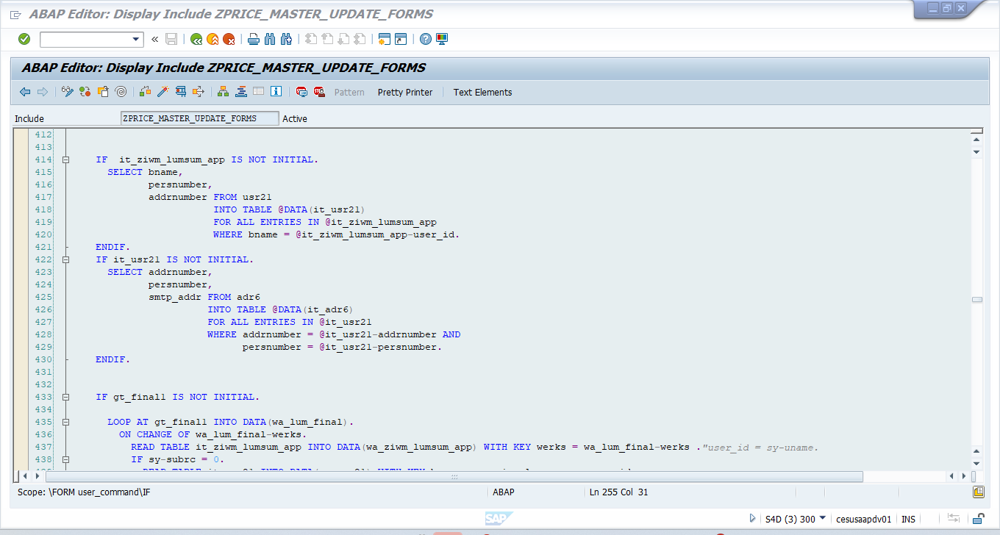 ABAP Editor: Display Include ZPRICE_MASTER_UPDATE_FORMS
ABAP Editor: Display Include ZPRICE_MASTER_UPDATE_FORMS
Pattern Pretty Printer Text Elements
Include ZPRICE_MASTER_UPDATE_FORMS Active
412
413
414 IF it_ziwm_lumsum_app IS NOT INITIAL.
415 SELECT bname,
416 persnumber,
417 addrnumber FROM usr21
418 INTO TABLE @DATA(it_usr21)
419 FOR ALL ENTRIES IN @it_ziwm_lumsum_app
420 WHERE bname = @it_ziwm_lumsum_app-user_id.
421 ENDIF.
422 IF it_usr21 IS NOT INITIAL.
423 SELECT addrnumber,
424 persnumber,
425 smtp_addr FROM adr6
426 INTO TABLE @DATA(it_adr6)
427 FOR ALL ENTRIES IN @it_usr21
428 WHERE addrnumber = @it_usr21-addrnumber AND
429 persnumber = @it_usr21-persnumber.
430 ENDIF.
431
432
433 IF gt_final1 IS NOT INITIAL.
434
435 LOOP AT gt_final1 INTO DATA(wa_lum_final).
436 ON CHANGE OF wa_lum_final-werks.
437 READ TABLE it_ziwm_lumsum_app INTO DATA(wa_ziwm_lumsum_app) WITH KEY werks = wa_lum_final-werks ."user_id = sy-uname.
438 IF sy-subrc = 0.
Scope: \FORM user_command\IF ABAP Ln 255 Col 31
SAP S4D (3) 300 cesusaapdv01 INS